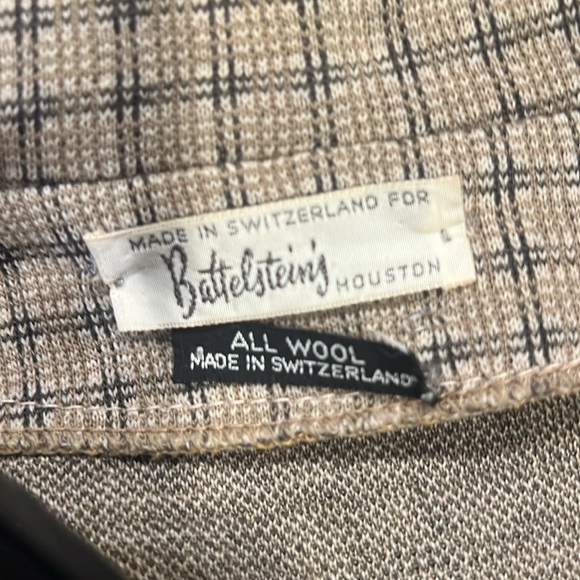 MADE IN SWITZERLAND FOR
Battelstein's HOUSTON
ALL WOOL
MADE IN SWITZERLAND